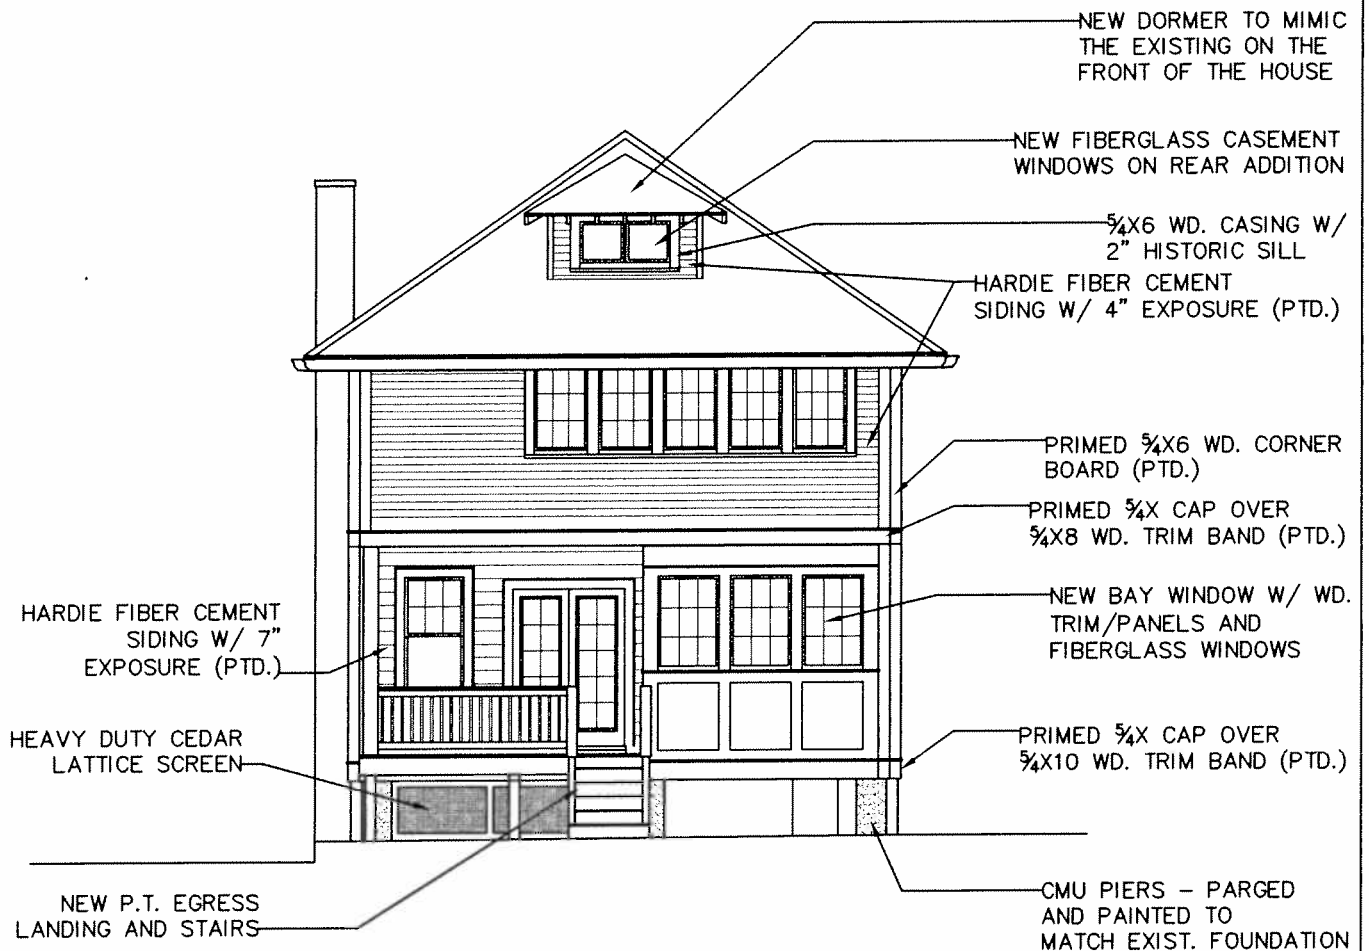 NEW DORMER TO MIMIC
THE EXISTING ON THE
FRONT OF THE HOUSE
NEW FIBERGLASS CASEMENT
WINDOWS ON REAR ADDITION
5/4X6 WD. CASING W/
2" HISTORIC SILL
HARDIE FIBER CEMENT
SIDING W/ 4" EXPOSURE (PTD.)
PRIMED 5/4X6 WD. CORNER
BOARD (PTD.)
PRIMED 5/4X CAP OVER
5/4X8 WD. TRIM BAND (PTD.)
NEW BAY WINDOW W/ WD.
TRIM/PANELS AND
FIBERGLASS WINDOWS
PRIMED 5/4X CAP OVER
5/4X10 WD. TRIM BAND (PTD.)
CMU PIERS - PARGED
AND PAINTED TO
MATCH EXIST. FOUNDATION
HARDIE FIBER CEMENT
SIDING W/ 7"
EXPOSURE (PTD.)
HEAVY DUTY CEDAR
LATTICE SCREEN
NEW P.T. EGRESS
LANDING AND STAIRS